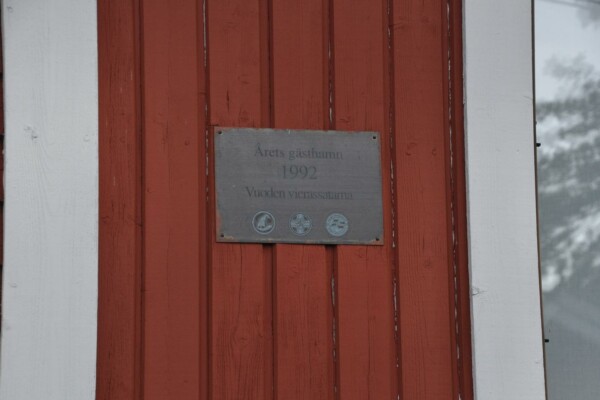 Årets gästhamn
1992
Vuoden vierassatama